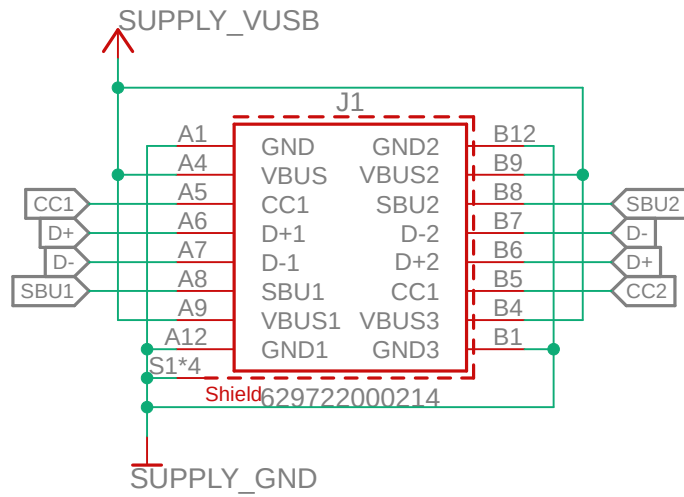 SUPPLY_VUSB
J1
A1 GND GND2 B12
A4 VBUS VBUS2 B9
CC1 A5 CC1 SBU2 B8 SBU2
D+ A6 D+1 D-2 B7 D-
D- A7 D-1 D+2 B6 D+
SBU1 A8 SBU1 CC1 B5 CC2
A9 VBUS1 VBUS3 B4
A12 GND1 GND3 B1
S1*4
Shield 629722000214
SUPPLY_GND